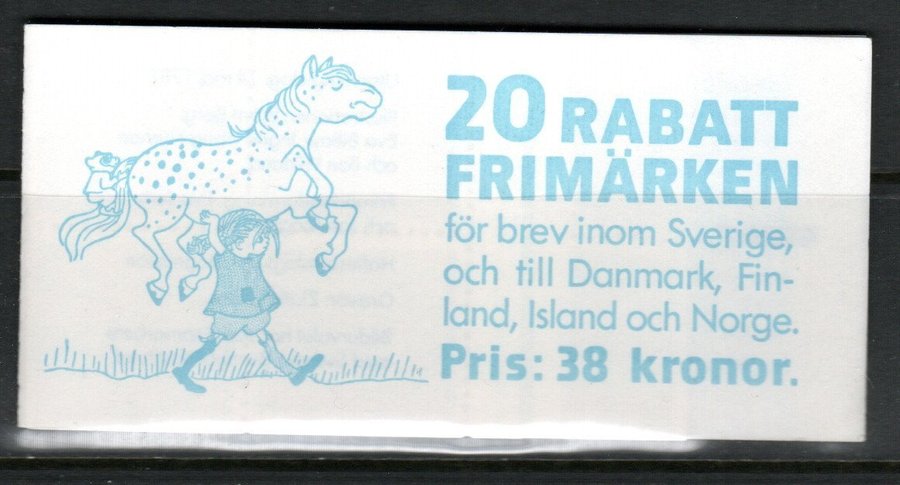 20 RABATT
FRIMÄRKEN
för brev inom Sverige,
och till Danmark, Fin-
land, Island och Norge.
Pris: 38 kronor.